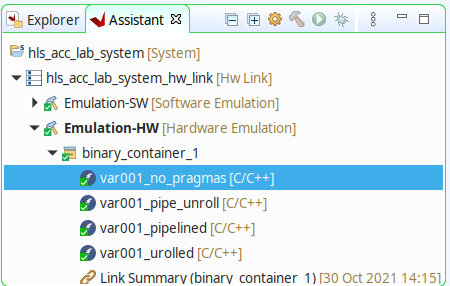 Explorer Assistant
hls_acc_lab_system [System]
hls_acc_lab_system_hw_link [Hw Link]
Emulation-SW [Software Emulation]
Emulation-HW [Hardware Emulation]
binary_container_1
var001_no_pragmas [C/C++]
var001_pipe_unroll [C/C++]
var001_pipelined [C/C++]
var001_urolled [C/C++]
Link Summary (binary_container_1) [30 Oct 2021 14:15]